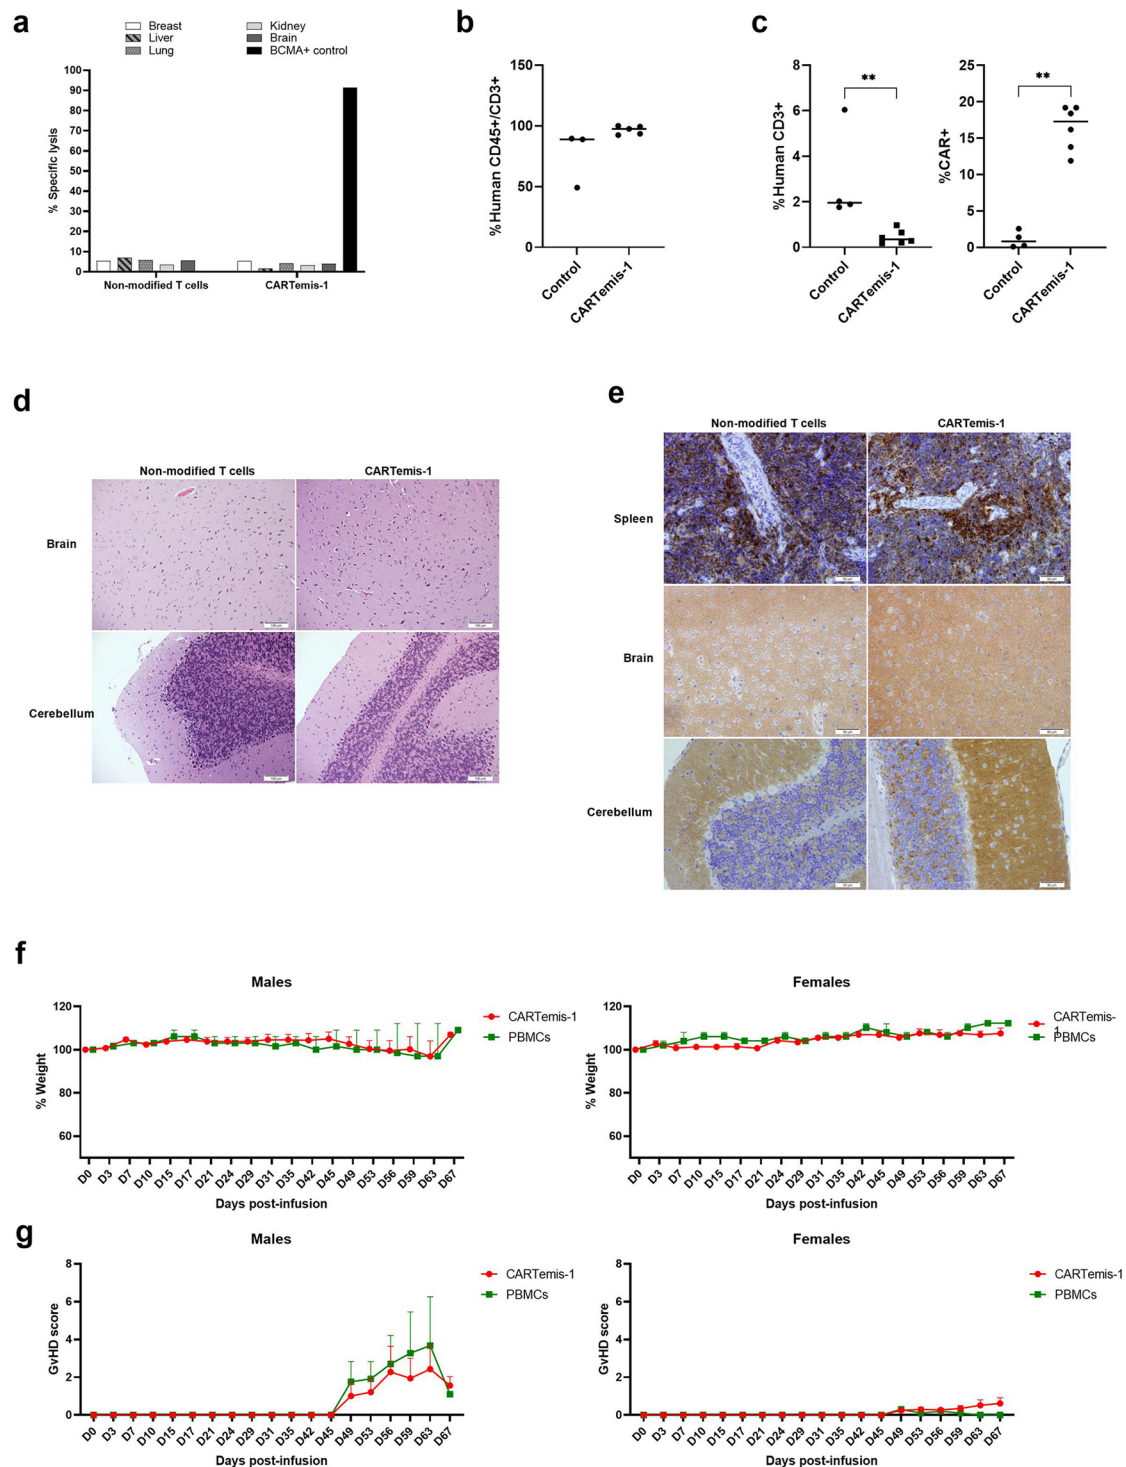 a
Breast
Liver
Lung
Kidney
Brain
BCMA+ control
% Specific lysis
100
90
80
70
60
50
40
30
20
10
0
Non-modified T cells
CARTemis-1
b
%Human CD45+/CD3+
150
100
50
0
Control
CARTemis-1
c
%Human CD3+
8
6
4
2
0
**
Control
CARTemis-1
%CAR+
25
20
15
10
5
0
**
Control
CARTemis-1
d
Non-modified T cells
CARTemis-1
Brain
Cerebellum
e
Non-modified T cells
CARTemis-1
Spleen
Brain
Cerebellum
f
Males
% Weight
120
100
80
60
D0 D3 D7 D10 D15 D17 D21 D24 D29 D31 D35 D42 D45 D49 D53 D56 D59 D63 D67
Days post-infusion
CARTemis-1
PBMCs
Females
% Weight
120
100
80
60
D0 D3 D7 D10 D15 D17 D21 D24 D29 D31 D35 D42 D45 D49 D53 D56 D59 D63 D67
Days post-infusion
CARTemis-
1
PBMCs
g
Males
GvHD score
8
6
4
2
0
D0 D3 D7 D10 D15 D17 D21 D24 D29 D31 D35 D42 D45 D49 D53 D56 D59 D63 D67
Days post-infusion
CARTemis-1
PBMCs
Females
GvHD score
8
6
4
2
0
D0 D3 D7 D10 D15 D17 D21 D24 D29 D31 D35 D42 D45 D49 D53 D56 D59 D63 D67
Days post-infusion
CARTemis-1
PBMCs